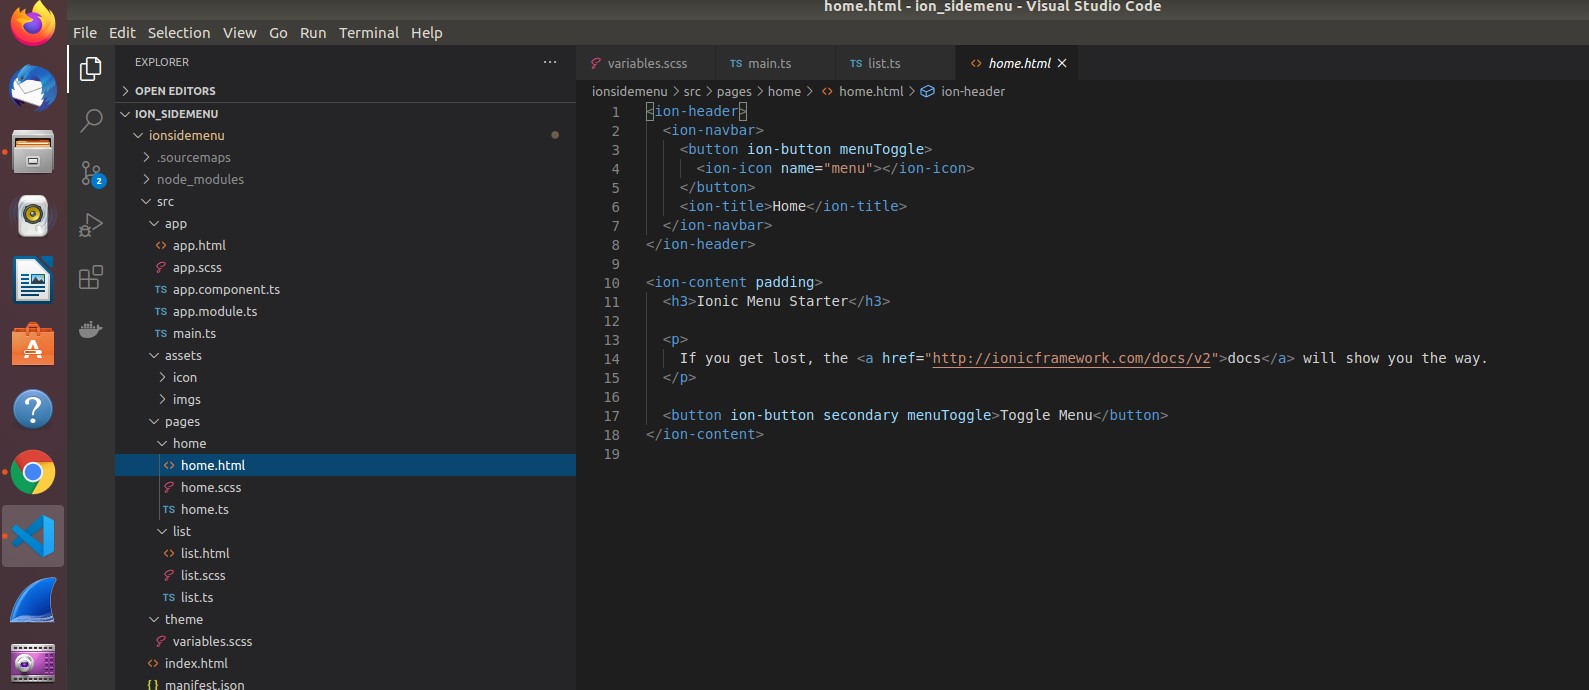 home.html - ion_sidemenu - Visual Studio Code
File Edit Selection View Go Run Terminal Help
EXPLORER ...
OPEN EDITORS
ION_SIDEMENU
ionsidemenu
.sourcemaps
node_modules
2
src
app
app.html
app.scss
TS app.component.ts
TS app.module.ts
TS main.ts
assets
icon
imgs
pages
home
home.html
home.scss
TS home.ts
list
list.html
list.scss
TS list.ts
theme
variables.scss
index.html
{} manifest.json
variables.scss TS main.ts TS list.ts home.html
ionsidemenu > src > pages > home > home.html > ion-header
1 <ion-header>
2 <ion-navbar>
3 <button ion-button menuToggle>
4 <ion-icon name="menu"></ion-icon>
5 </button>
6 <ion-title>Home</ion-title>
7 </ion-navbar>
8 </ion-header>
9
10 <ion-content padding>
11 <h3>Ionic Menu Starter</h3>
12
13 <p>
14 If you get lost, the <a href="http://ionicframework.com/docs/v2">docs</a> will show you the way.
15 </p>
16
17 <button ion-button secondary menuToggle>Toggle Menu</button>
18 </ion-content>
19